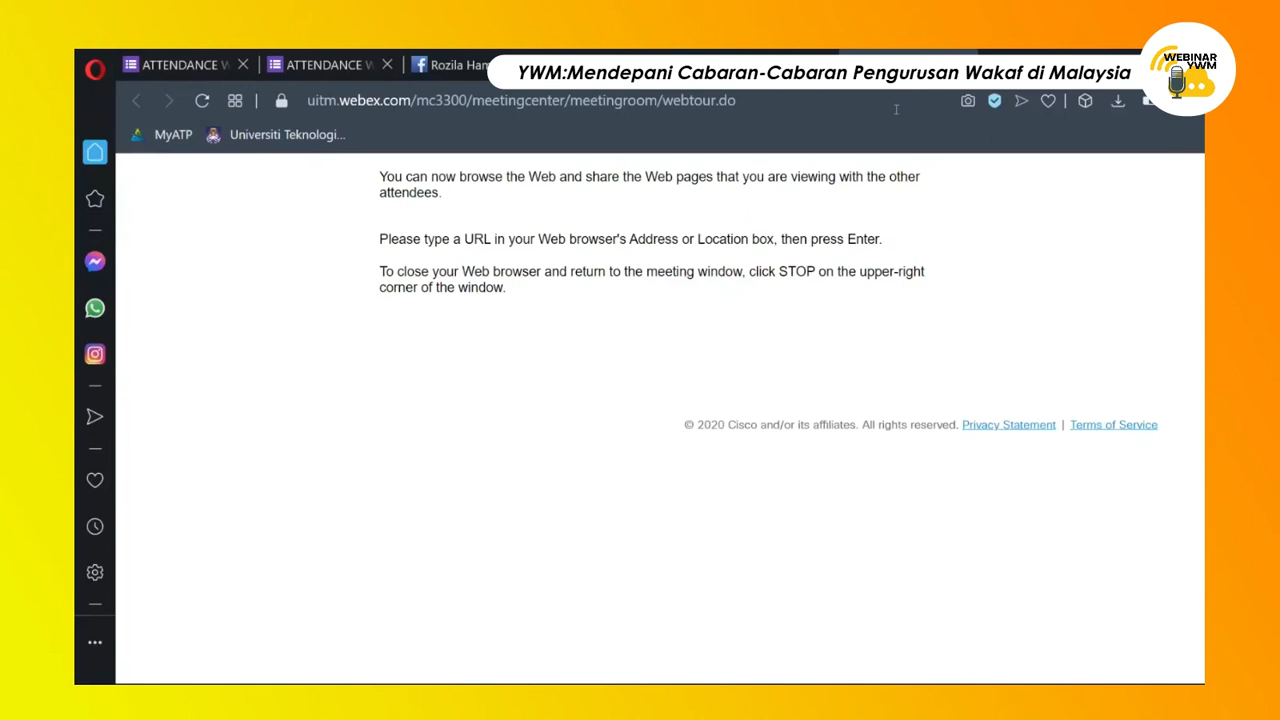 YWM:Mendepani Cabaran-Cabaran Pengurusan Wakaf di Malaysia
WEBINAR
YWM
ATTENDANCE W
ATTENDANCE W
Rozila Ham
uitm.webex.com/mc3300/meetingcenter/meetingroom/webtour.do
MyATP
Universiti Teknologi...
You can now browse the Web and share the Web pages that you are viewing with the other
attendees.
Please type a URL in your Web browser's Address or Location box, then press Enter.
To close your Web browser and return to the meeting window, click STOP on the upper-right
corner of the window.
© 2020 Cisco and/or its affiliates. All rights reserved. Privacy Statement | Terms of Service